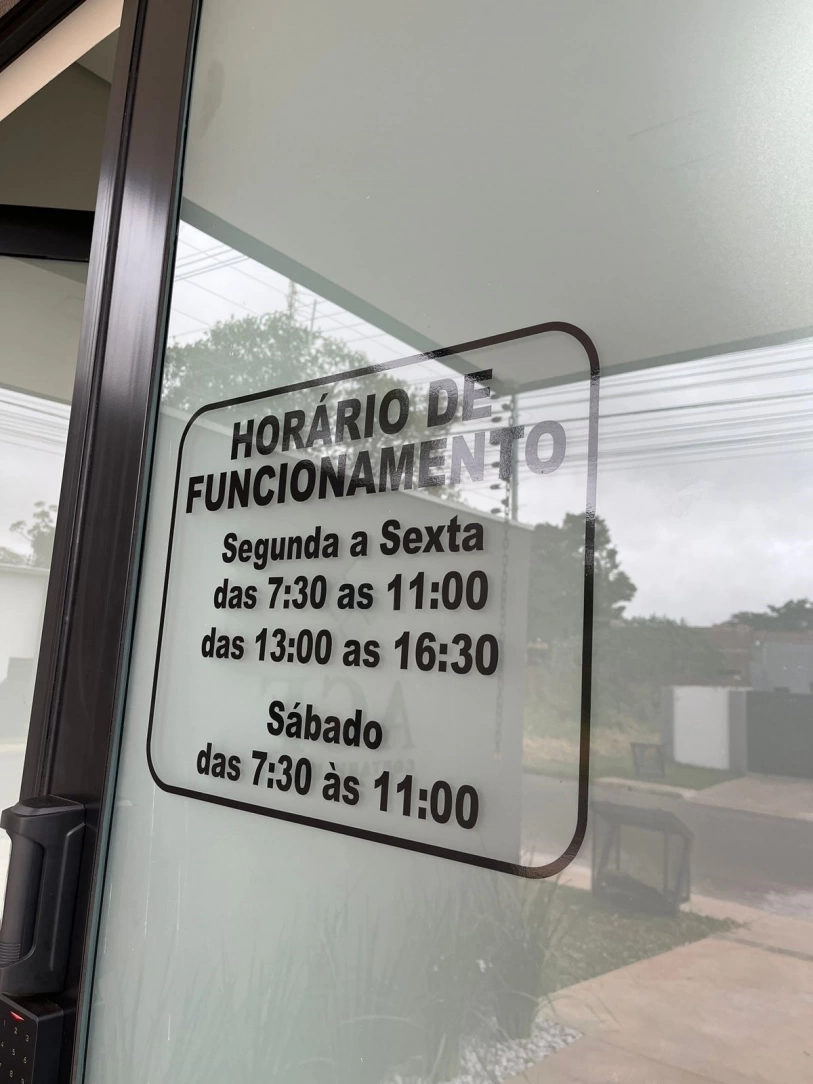 HORÁRIO DE
FUNCIONAMENTO
Segunda a Sexta
das 7:30 as 11:00
das 13:00 as 16:30
Sábado
das 7:30 às 11:00